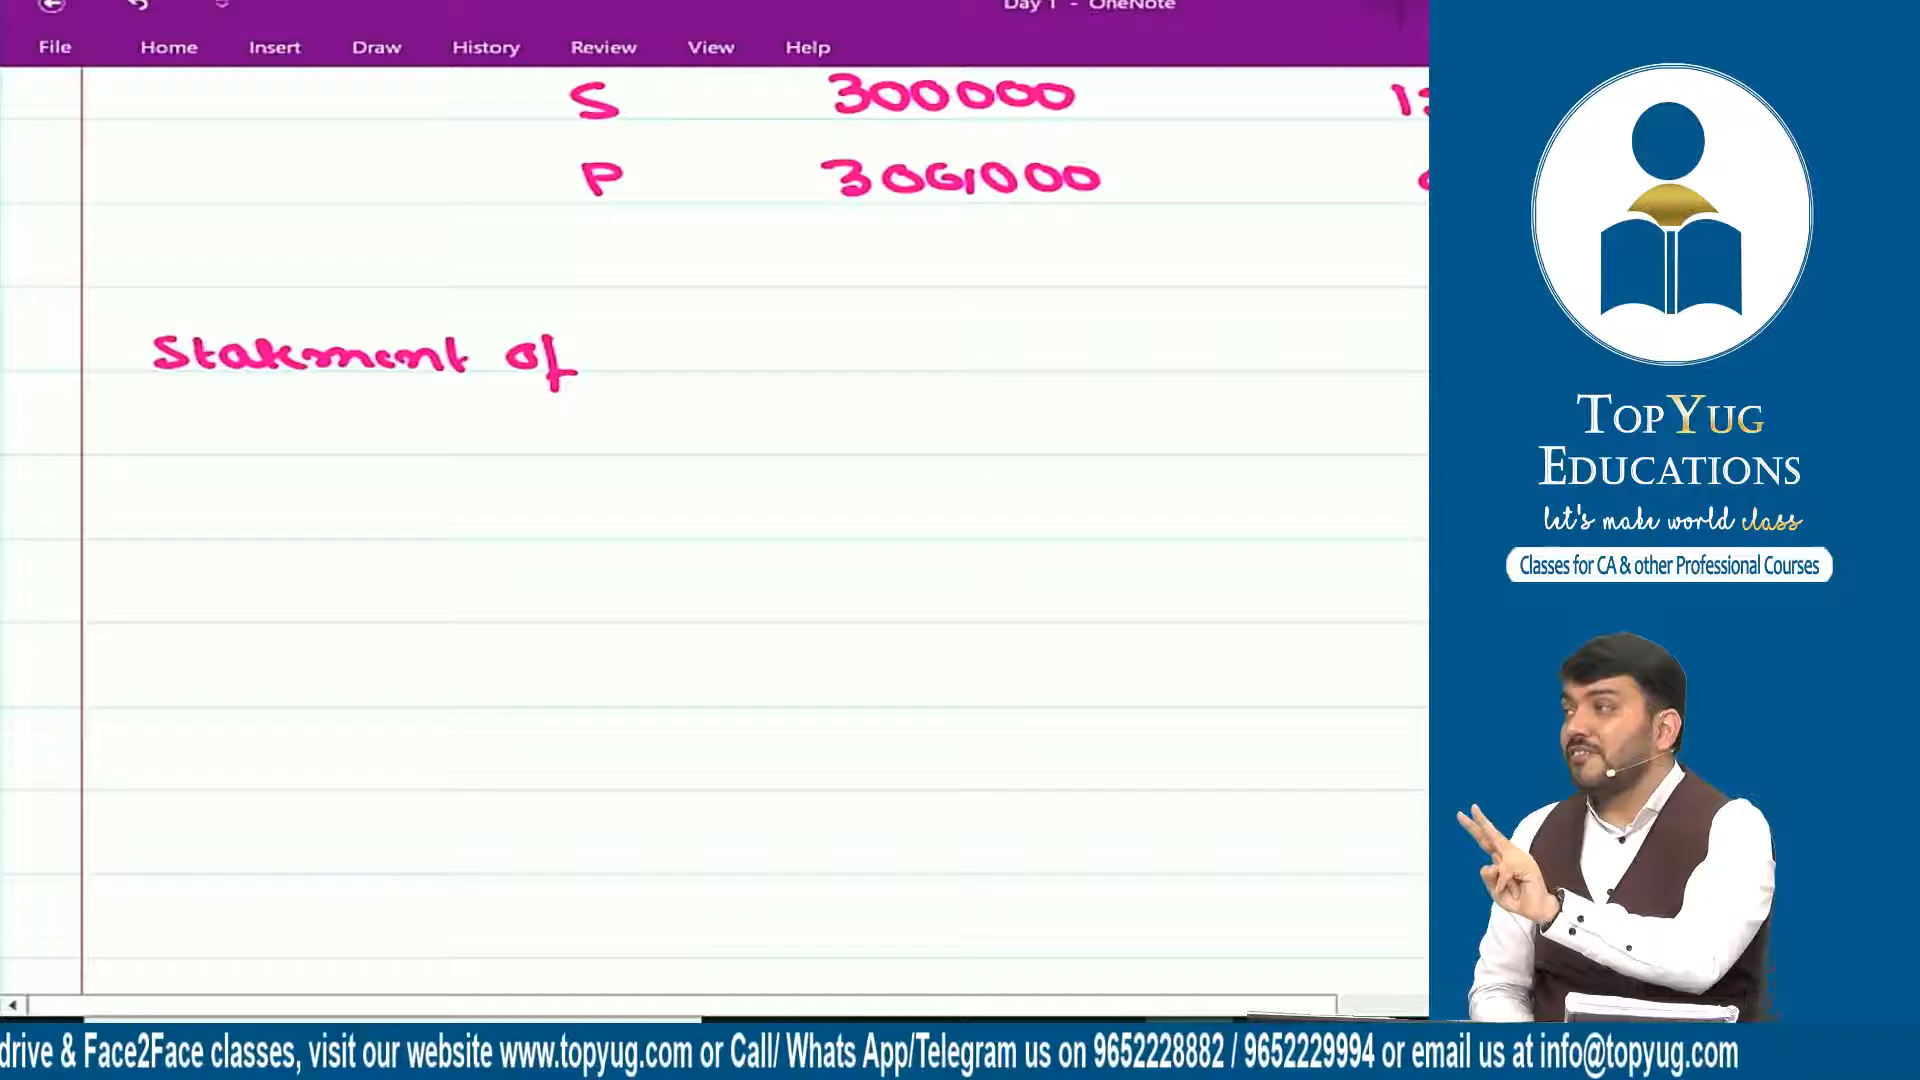 Day 1 - OneNote
File Home Insert Draw History Review View Help
S 300000
P 306,000
Statement of
TOPYUG
EDUCATIONS
let's make world class
Classes for CA & other Professional Courses
drive & Face2Face classes, visit our website www.topyug.com or Call/ Whats App/Telegram us on 9652228882 / 9652229994 or email us at info@topyug.com